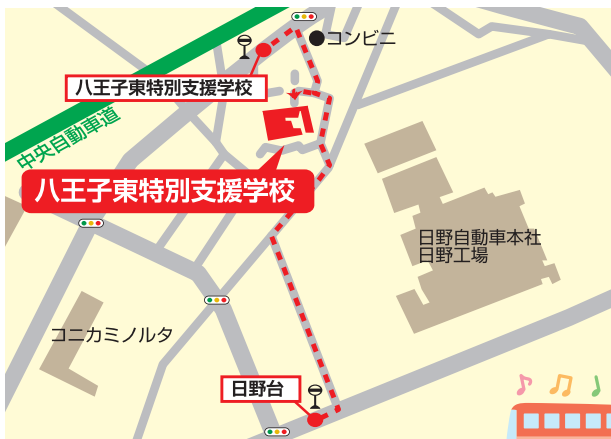 コンビニ
八王子東特別支援学校
中央自動車道
八王子東特別支援学校
日野自動車本社
日野工場
コニカミノルタ
日野台